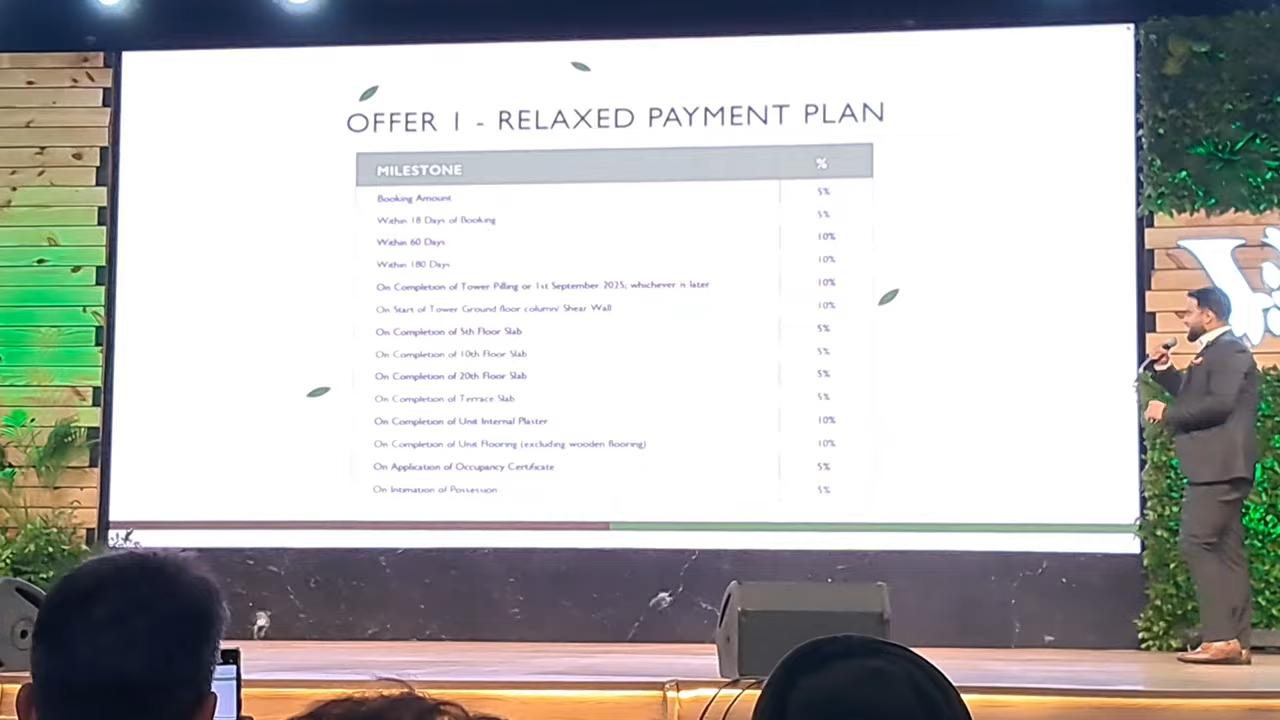 OFFER 1 - RELAXED PAYMENT PLAN
MILESTONE %
Booking Amount 5%
Within 18 Days of Booking 5%
Within 60 Days 10%
Within 180 Days 10%
On Completion of Tower Pilling or 1st September 2025; whichever is later 10%
On Start of Tower Ground floor column/ Shear Wall 10%
On Completion of 5th Floor Slab 5%
On Completion of 10th Floor Slab 5%
On Completion of 20th Floor Slab 5%
On Completion of Terrace Slab 5%
On Completion of Unit Internal Plaster 10%
On Completion of Unit Flooring (excluding wooden flooring) 10%
On Application of Occupancy Certificate 5%
On Intimation of Possession 5%